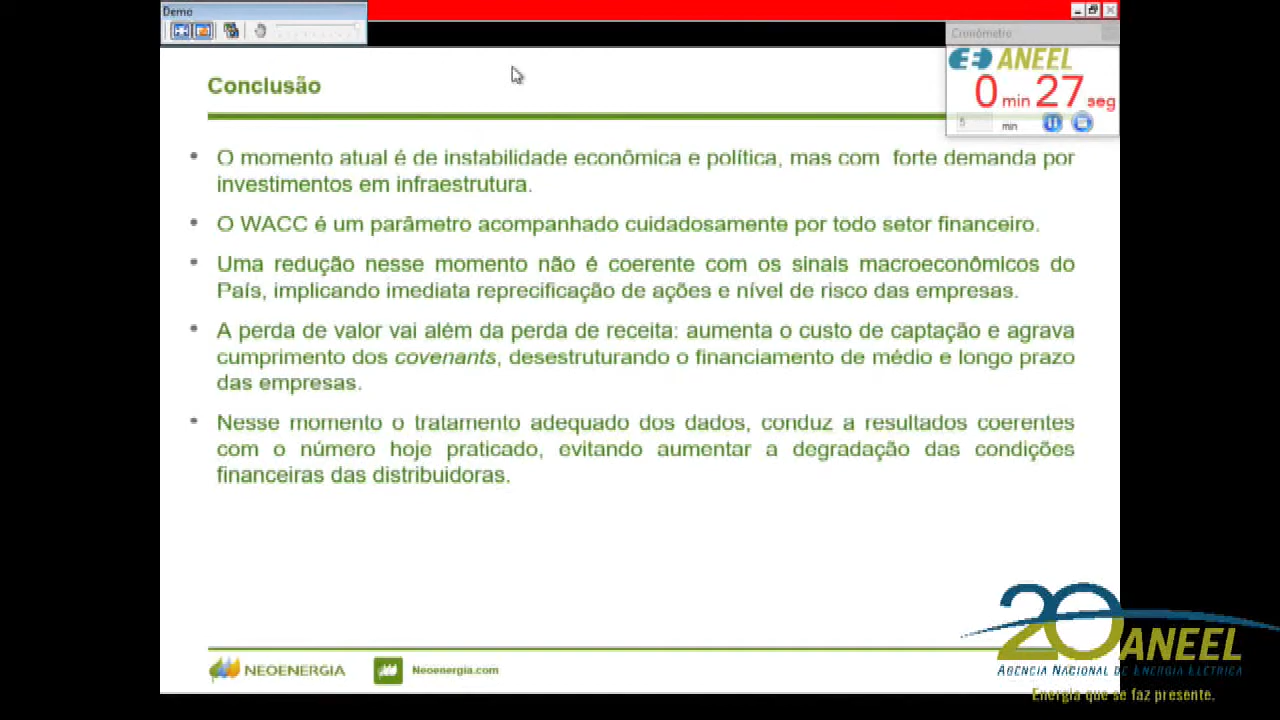 Demo
Cronômetro
ANEEL
0 min 27 seg
5 min
Conclusão
• O momento atual é de instabilidade econômica e política, mas com forte demanda por
investimentos em infraestrutura.
• O WACC é um parâmetro acompanhado cuidadosamente por todo setor financeiro.
• Uma redução nesse momento não é coerente com os sinais macroeconômicos do
País, implicando imediata reprecificação de ações e nível de risco das empresas.
• A perda de valor vai além da perda de receita: aumenta o custo de captação e agrava
cumprimento dos covenants, desestruturando o financiamento de médio e longo prazo
das empresas.
• Nesse momento o tratamento adequado dos dados, conduz a resultados coerentes
com o número hoje praticado, evitando aumentar a degradação das condições
financeiras das distribuidoras.
NEOENERGIA
Neoenergia.com
20 ANEEL
AGÊNCIA NACIONAL DE ENERGIA ELÉTRICA
Energia que se faz presente.